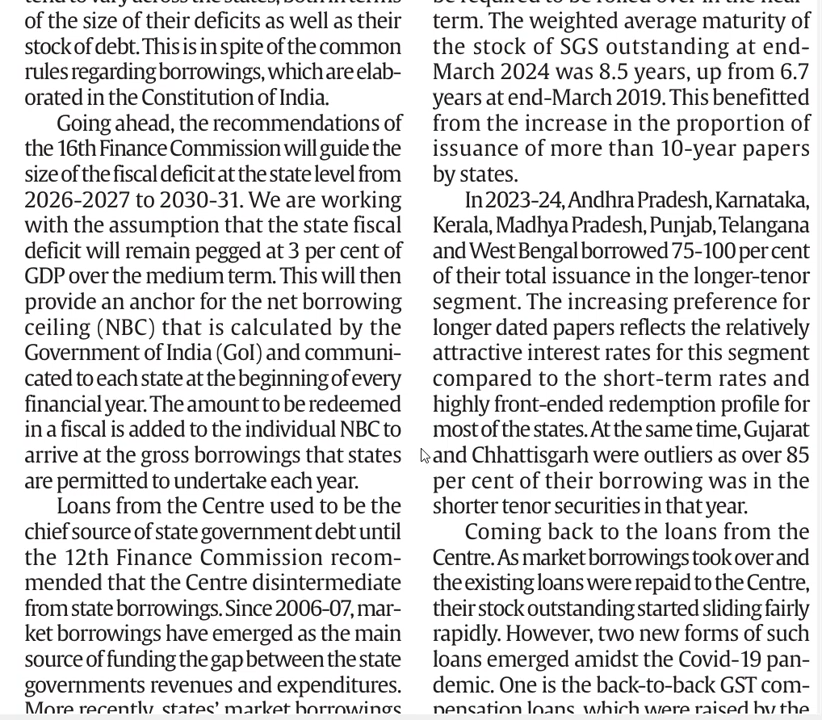 tend to vary across the states, both in terms
of the size of their deficits as well as their
stock of debt. This is in spite of the common
rules regarding borrowings, which are elab-
orated in the Constitution of India.
Going ahead, the recommendations of
the 16th Finance Commission will guide the
size of the fiscal deficit at the state level from
2026-2027 to 2030-31. We are working
with the assumption that the state fiscal
deficit will remain pegged at 3 per cent of
GDP over the medium term. This will then
provide an anchor for the net borrowing
ceiling (NBC) that is calculated by the
Government of India (GoI) and communi-
cated to each state at the beginning of every
financial year. The amount to be redeemed
in a fiscal is added to the individual NBC to
arrive at the gross borrowings that states
are permitted to undertake each year.
Loans from the Centre used to be the
chief source of state government debt until
the 12th Finance Commission recom-
mended that the Centre disintermediate
from state borrowings. Since 2006-07, mar-
ket borrowings have emerged as the main
source of funding the gap between the state
governments revenues and expenditures.
More recently, states' market borrowings
be required to be rolled over in the near
term. The weighted average maturity of
the stock of SGS outstanding at end-
March 2024 was 8.5 years, up from 6.7
years at end-March 2019. This benefitted
from the increase in the proportion of
issuance of more than 10-year papers
by states.
In 2023-24, Andhra Pradesh, Karnataka,
Kerala, Madhya Pradesh, Punjab, Telangana
and West Bengal borrowed 75-100 per cent
of their total issuance in the longer-tenor
segment. The increasing preference for
longer dated papers reflects the relatively
attractive interest rates for this segment
compared to the short-term rates and
highly front-ended redemption profile for
most of the states. At the same time, Gujarat
and Chhattisgarh were outliers as over 85
per cent of their borrowing was in the
shorter tenor securities in that year.
Coming back to the loans from the
Centre. As market borrowings took over and
the existing loans were repaid to the Centre,
their stock outstanding started sliding fairly
rapidly. However, two new forms of such
loans emerged amidst the Covid-19 pan-
demic. One is the back-to-back GST com-
pensation loans, which were raised by the